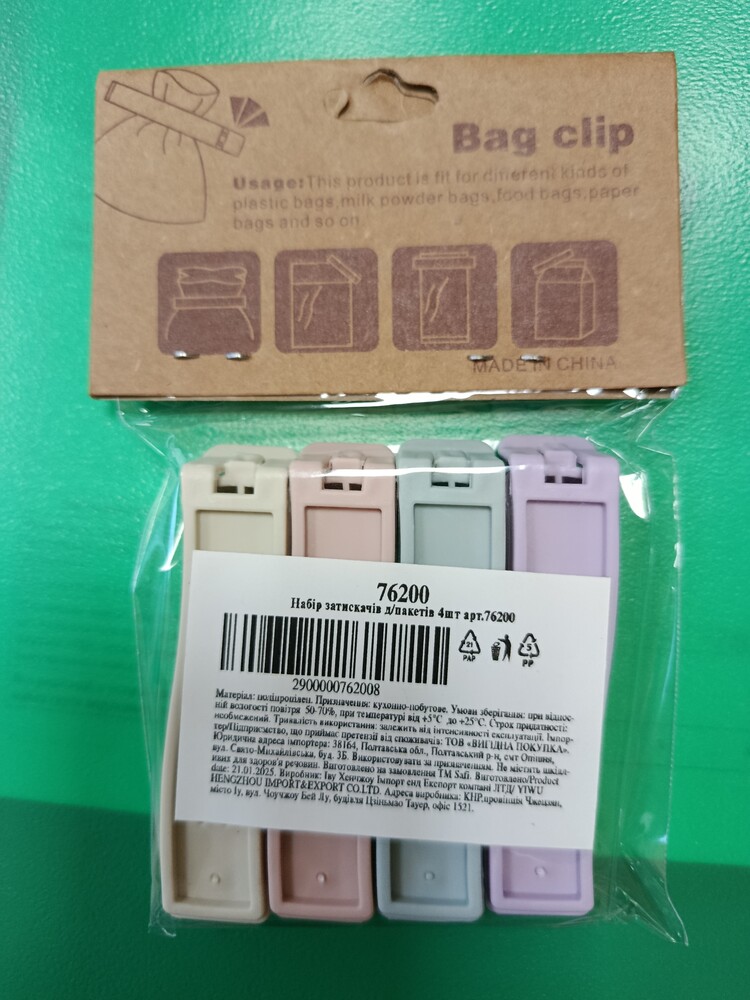 Bag clip
Usage:This product is fit for different kinds of
plastic bags,milk powder bags,food bags,paper
bags and so on.
MADE IN CHINA
76200
Набір затискачів д/пакетів 4шт арт.76200
21
PAP
5
PP
2900000762008
Матеріал: поліпропілен. Призначення: кухонно-побутове. Умови зберігання: при віднос-
ній вологості повітря 50-70%, при температурі від +5°С до +25°С. Строк придатності:
необмежений. Тривалість використання: залежить від інтенсивності експлуатації. Імпор-
тер/Підприємство, що приймає претензії від споживачів: ТОВ «ВИГІДНА ПОКУПКА».
Юридична адреса імпортера: 38164, Полтавська обл., Полтавський р-н, смт Опішня,
вул. Свято-Михайлівська, буд. 3Б. Використовувати за призначенням. Не містить шкід-
ливих для здоров'я речовин. Виготовлено на замовлення ТМ Safi. Виготовлено/Product
date: 21.01.2025. Виробник: Іву Хенчжоу Імпорт енд Експорт компані ЛТД/ YIWU
HENGZHOU IMPORT&EXPORT CO.LTD. Адреса виробника: КНР,провінція Чжецзян,
місто Іу, вул. Чоучжоу Бей Лу, будівля Цзіньмао Тауер, офіс 1521.